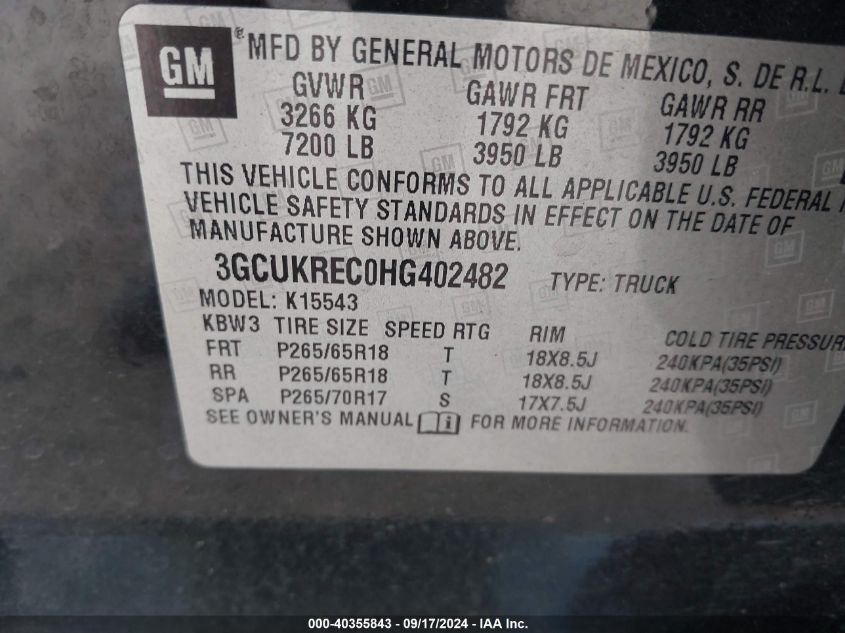 GM ® MFD BY GENERAL MOTORS DE MEXICO, S. DE R.L.
GVWR GAWR FRT GAWR RR
3266 KG 1792 KG 1792 KG
7200 LB 3950 LB 3950 LB
THIS VEHICLE CONFORMS TO ALL APPLICABLE U.S. FEDERAL
VEHICLE SAFETY STANDARDS IN EFFECT ON THE DATE OF
MANUFACTURE SHOWN ABOVE.
3GCUKREC0HG402482 TYPE: TRUCK
MODEL: K15543
KBW3 TIRE SIZE SPEED RTG RIM COLD TIRE PRESSURE
FRT P265/65R18 T 18X8.5J 240KPA(35PSI)
RR P265/65R18 T 18X8.5J 240KPA(35PSI)
SPA P265/70R17 S 17X7.5J 240KPA(35PSI)
SEE OWNER'S MANUAL i FOR MORE INFORMATION.
000-40355843 - 09/17/2024 - IAA Inc.